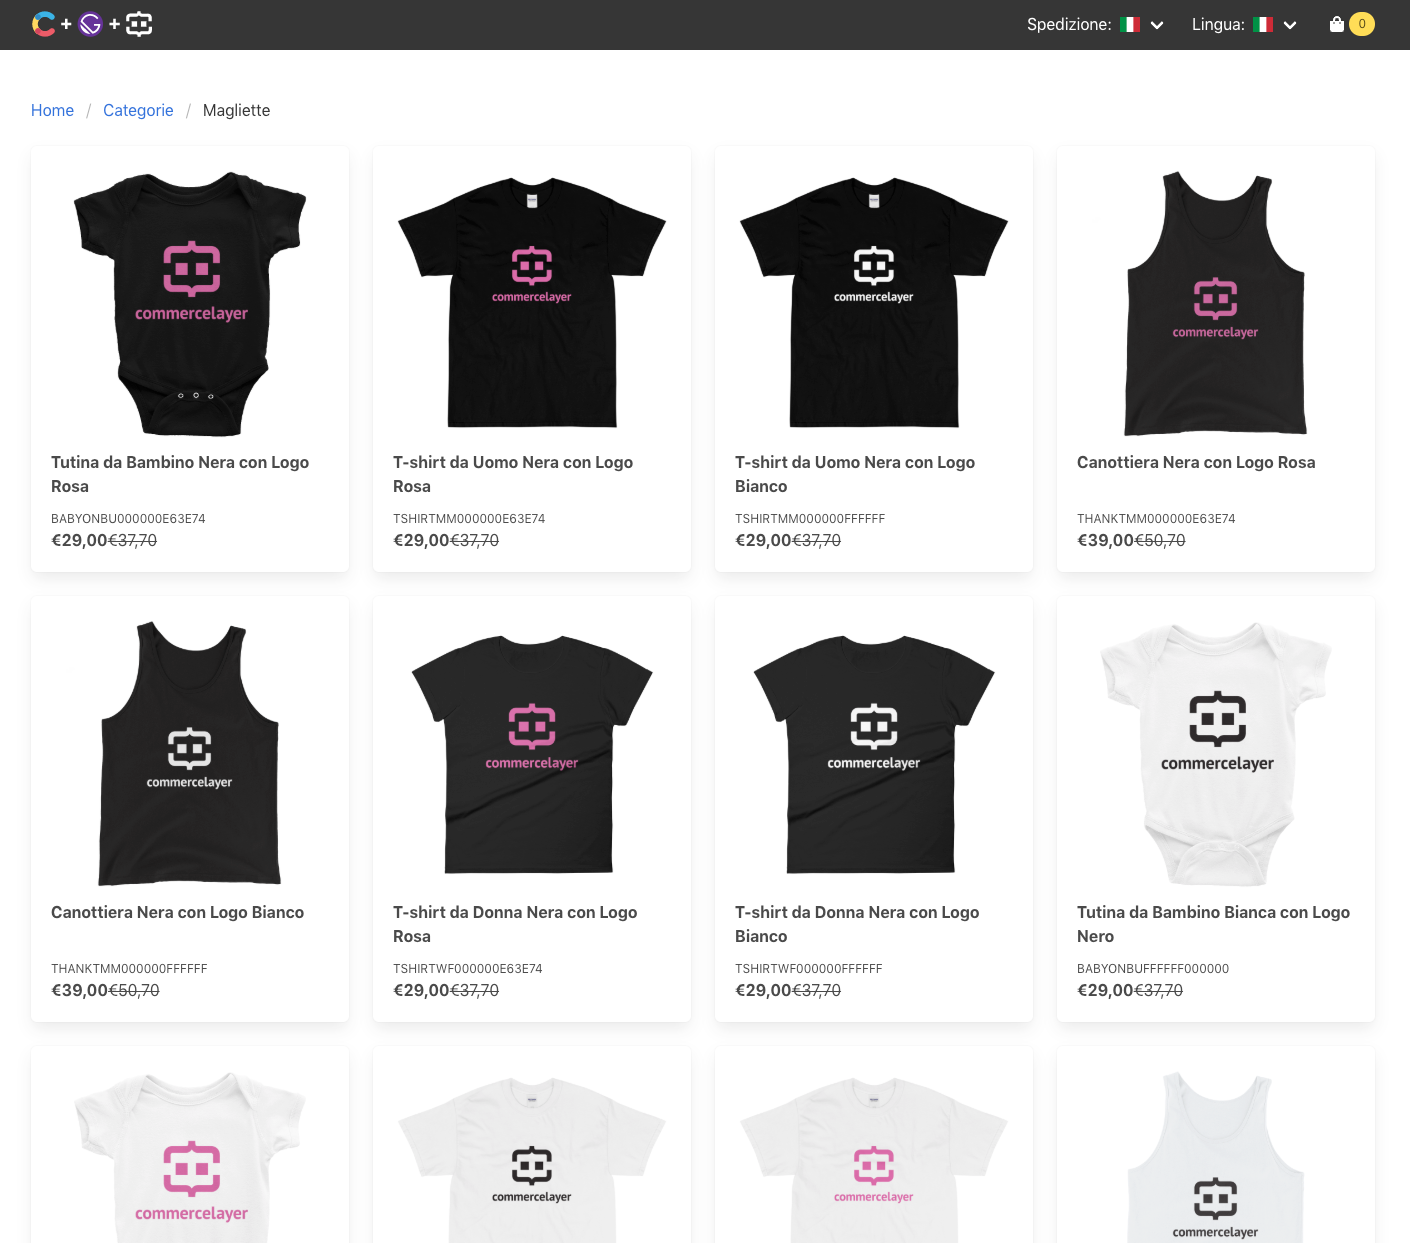 + +
Spedizione: Lingua: 0
Home / Categorie / Magliette
commercelayer
commercelayer
commercelayer
commercelayer
Tutina da Bambino Nera con Logo
Rosa
BABYONBU000000E63E74
€29,00€37,70
T-shirt da Uomo Nera con Logo
Rosa
TSHIRTMM000000E63E74
€29,00€37,70
T-shirt da Uomo Nera con Logo
Bianco
TSHIRTMM000000FFFFFF
€29,00€37,70
Canottiera Nera con Logo Rosa
THANKTMM000000E63E74
€39,00€50,70
commercelayer
commercelayer
commercelayer
commercelayer
Canottiera Nera con Logo Bianco
THANKTMM000000FFFFFF
€39,00€50,70
T-shirt da Donna Nera con Logo
Rosa
TSHIRTWF000000E63E74
€29,00€37,70
T-shirt da Donna Nera con Logo
Bianco
TSHIRTWF000000FFFFFF
€29,00€37,70
Tutina da Bambino Bianca con Logo
Nero
BABYONBUFFFFFF000000
€29,00€37,70
commercelayer
commercelayer
commercelayer
commercelayer